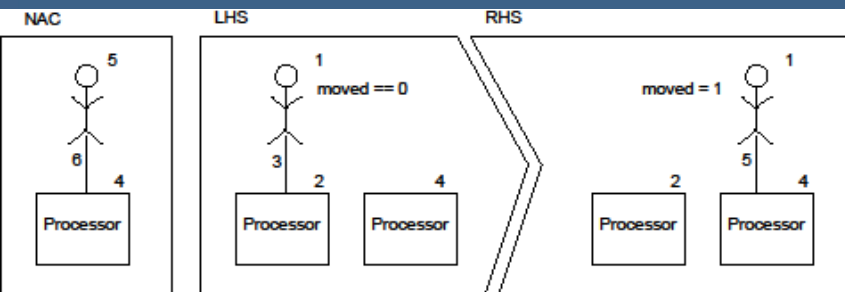 NAC
LHS
RHS
5
1
1
moved == 0
moved = 1
6
3
5
4
2
4
2
4
Processor
Processor
Processor
Processor
Processor